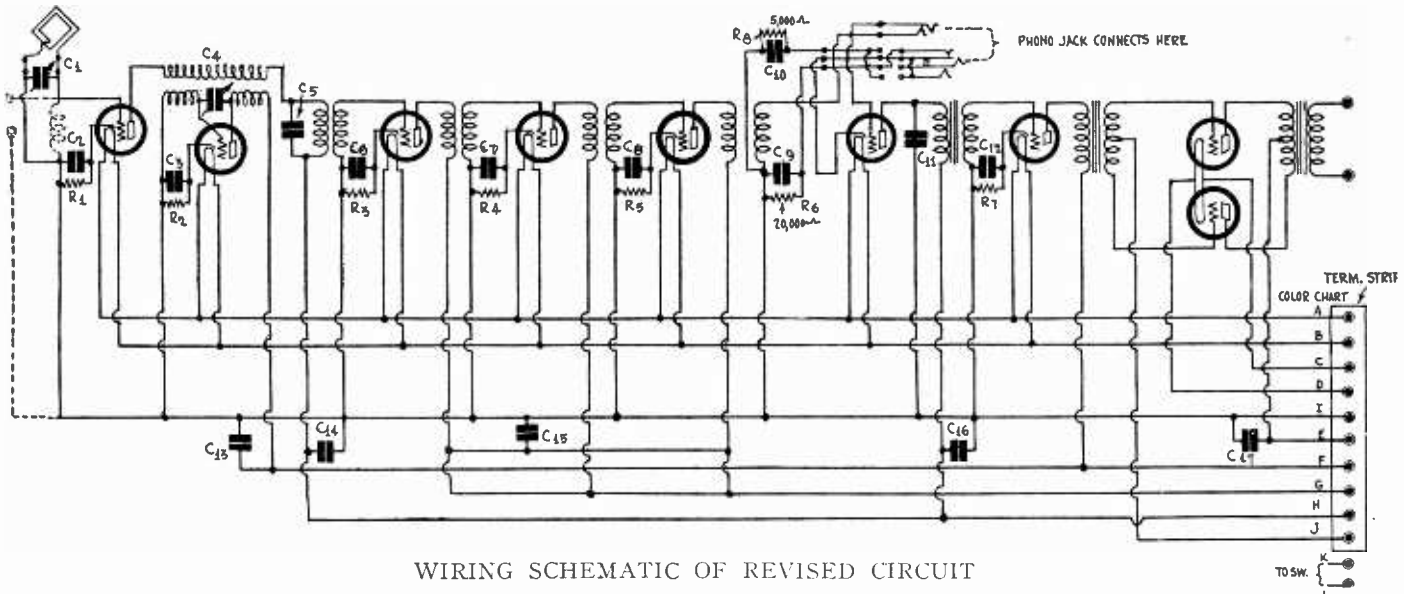 5,000Ω
R8
C10
PHONO JACK CONNECTS HERE
C1
C4
C5
C2
R1
C3
R2
C6
R3
C7
R4
C8
R5
C9
R6
20,000Ω
C11
C12
R7
TERM. STRIP
COLOR CHART
A
B
C
D
I
E
F
G
H
J
C13
C14
C15
C16
C17
K
TO SW.
L
WIRING SCHEMATIC OF REVISED CIRCUIT